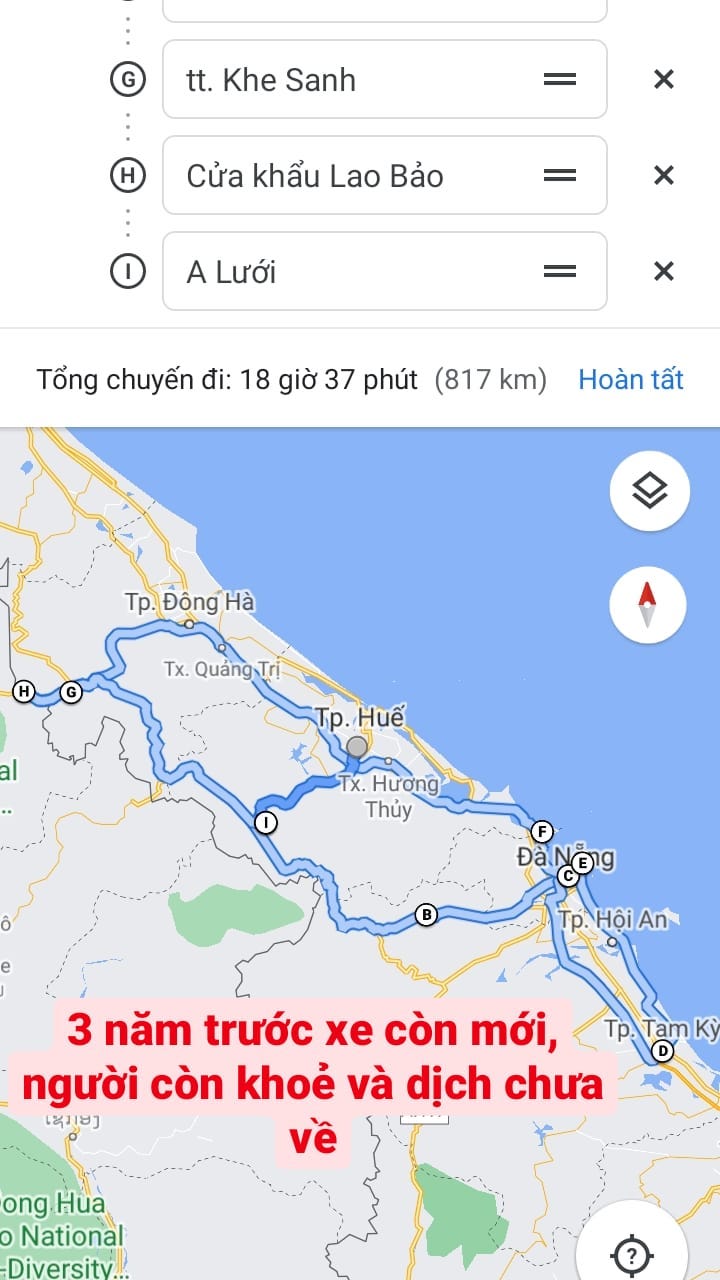 G
tt. Khe Sanh
H
Cửa khẩu Lao Bảo
I
A Lưới
Tổng chuyến đi: 18 giờ 37 phút (817 km) Hoàn tất
Tp. Đông Hà
Tx. Quảng Trị
H
G
Tp. Huế
Tx. Hương
Thủy
I
F
Đà Nẵng
E
C
B
Tp. Hội An
3 năm trước xe còn mới,
người còn khoẻ và dịch chưa
về
Tp. Tam Kỳ
D
ong Hua
o National
-Diversity...
?